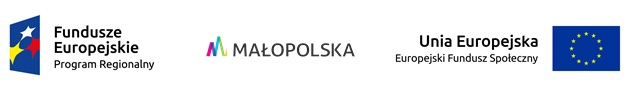 Fundusze
Europejskie
Program Regionalny
MAŁOPOLSKA
Unia Europejska
Europejski Fundusz Społeczny